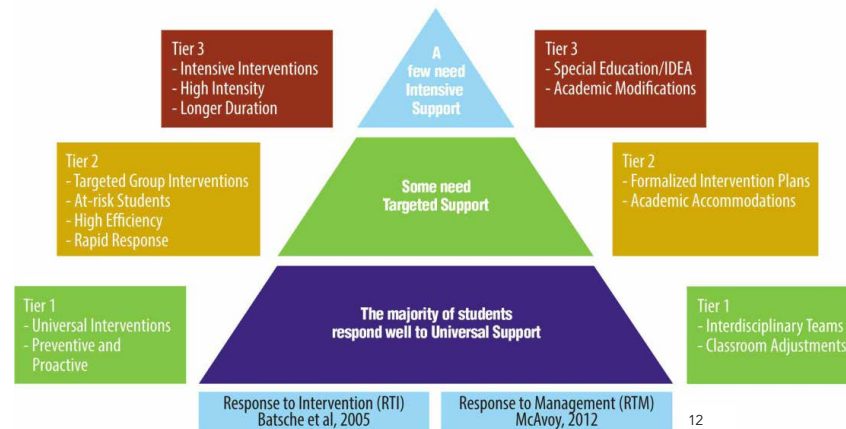 Tier 3
- Intensive Interventions
- High Intensity
- Longer Duration
A
few need
Intensive
Support
Tier 3
- Special Education/IDEA
- Academic Modifications
Tier 2
- Targeted Group Interventions
- At-risk Students
- High Efficiency
- Rapid Response
Some need
Targeted Support
Tier 2
- Formalized Intervention Plans
- Academic Accommodations
Tier 1
- Universal Interventions
- Preventive and
Proactive
The majority of students
respond well to Universal Support
Tier 1
- Interdisciplinary Teams
- Classroom Adjustments
Response to Intervention (RTI)
Batsche et al, 2005
Response to Management (RTM)
McAvoy, 2012
12